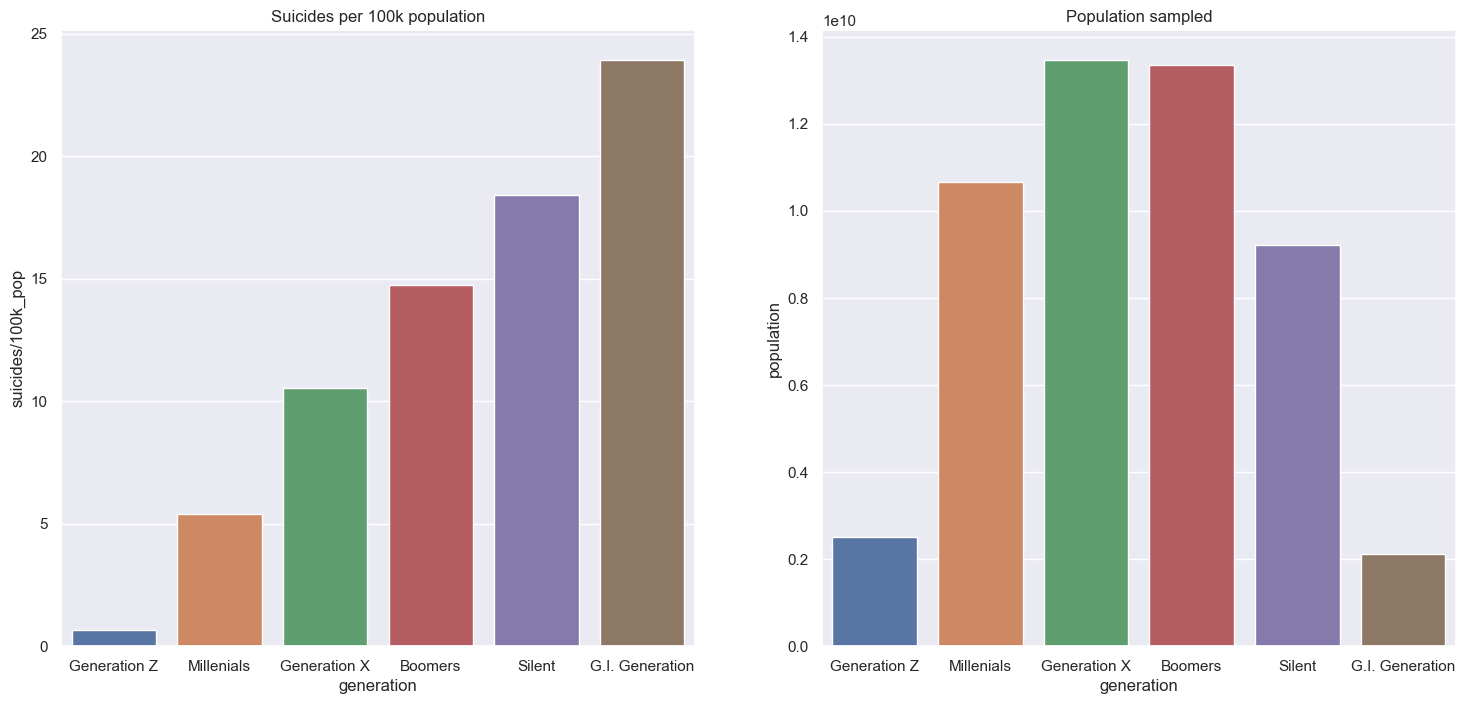 Suicides per 100k population
25
20
15
10
5
0
suicides/100k_pop
Generation Z Millenials Generation X Boomers Silent G.I. Generation
generation
Population sampled
1e10
1.4
1.2
1.0
0.8
0.6
0.4
0.2
0.0
population
Generation Z Millenials Generation X Boomers Silent G.I. Generation
generation